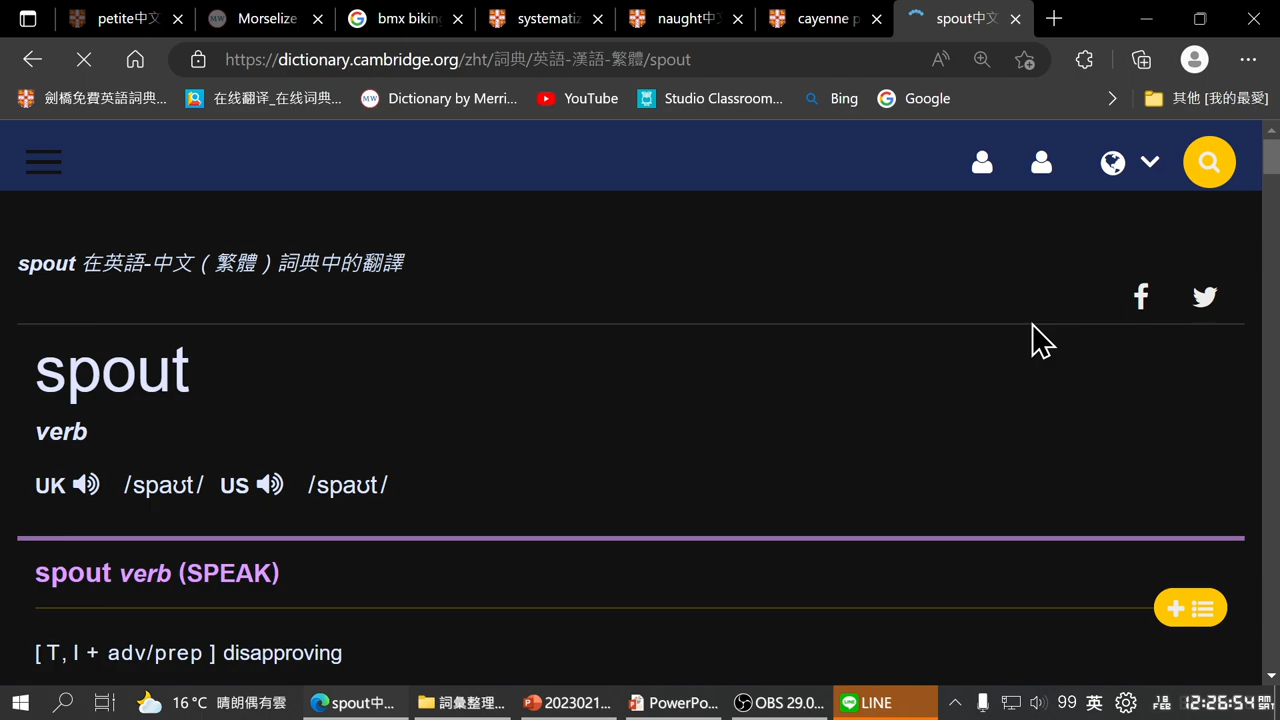 petite中文
Morselize
bmx bikin
systematiz
naught中
cayenne p
spout中文
https://dictionary.cambridge.org/zht/詞典/英語-漢語-繁體/spout
劍橋免費英語詞典...
在线翻译_在线词典...
Dictionary by Merri...
YouTube
Studio Classroom...
Bing
Google
其他 [我的最愛]
spout 在英語-中文（繁體）詞典中的翻譯
spout
verb
UK /spaʊt/ US /spaʊt/
spout verb (SPEAK)
[ T, I + adv/prep ] disapproving
16°C 晴朗偶有雲
spout中...
詞彙整理...
20230321...
PowerPo...
OBS 29.0...
LINE
99
英
12:26:54